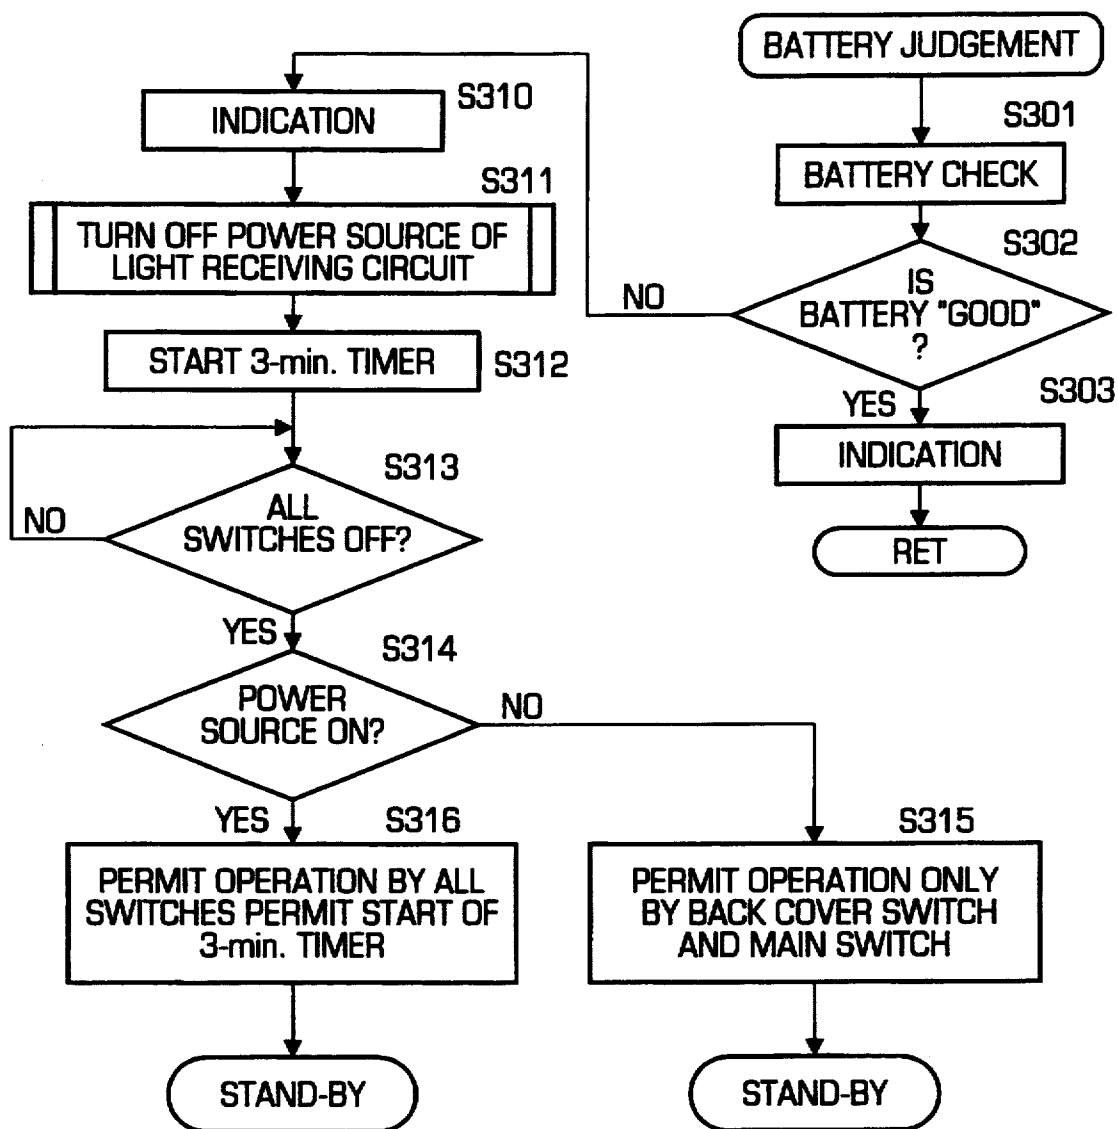 BATTERY JUDGEMENT
S301
BATTERY CHECK
S302
IS
BATTERY "GOOD"
?
NO
YES
S303
INDICATION
RET
S310
INDICATION
S311
TURN OFF POWER SOURCE OF
LIGHT RECEIVING CIRCUIT
START 3-min. TIMER
S312
S313
ALL
SWITCHES OFF?
NO
YES
S314
POWER
SOURCE ON?
NO
YES
S316
PERMIT OPERATION BY ALL
SWITCHES PERMIT START OF
3-min. TIMER
STAND-BY
S315
PERMIT OPERATION ONLY
BY BACK COVER SWITCH
AND MAIN SWITCH
STAND-BY